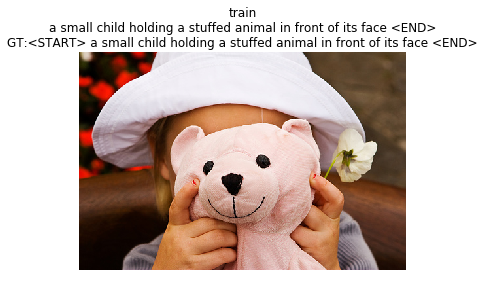 train
a small child holding a stuffed animal in front of its face <END>
GT:<START> a small child holding a stuffed animal in front of its face <END>